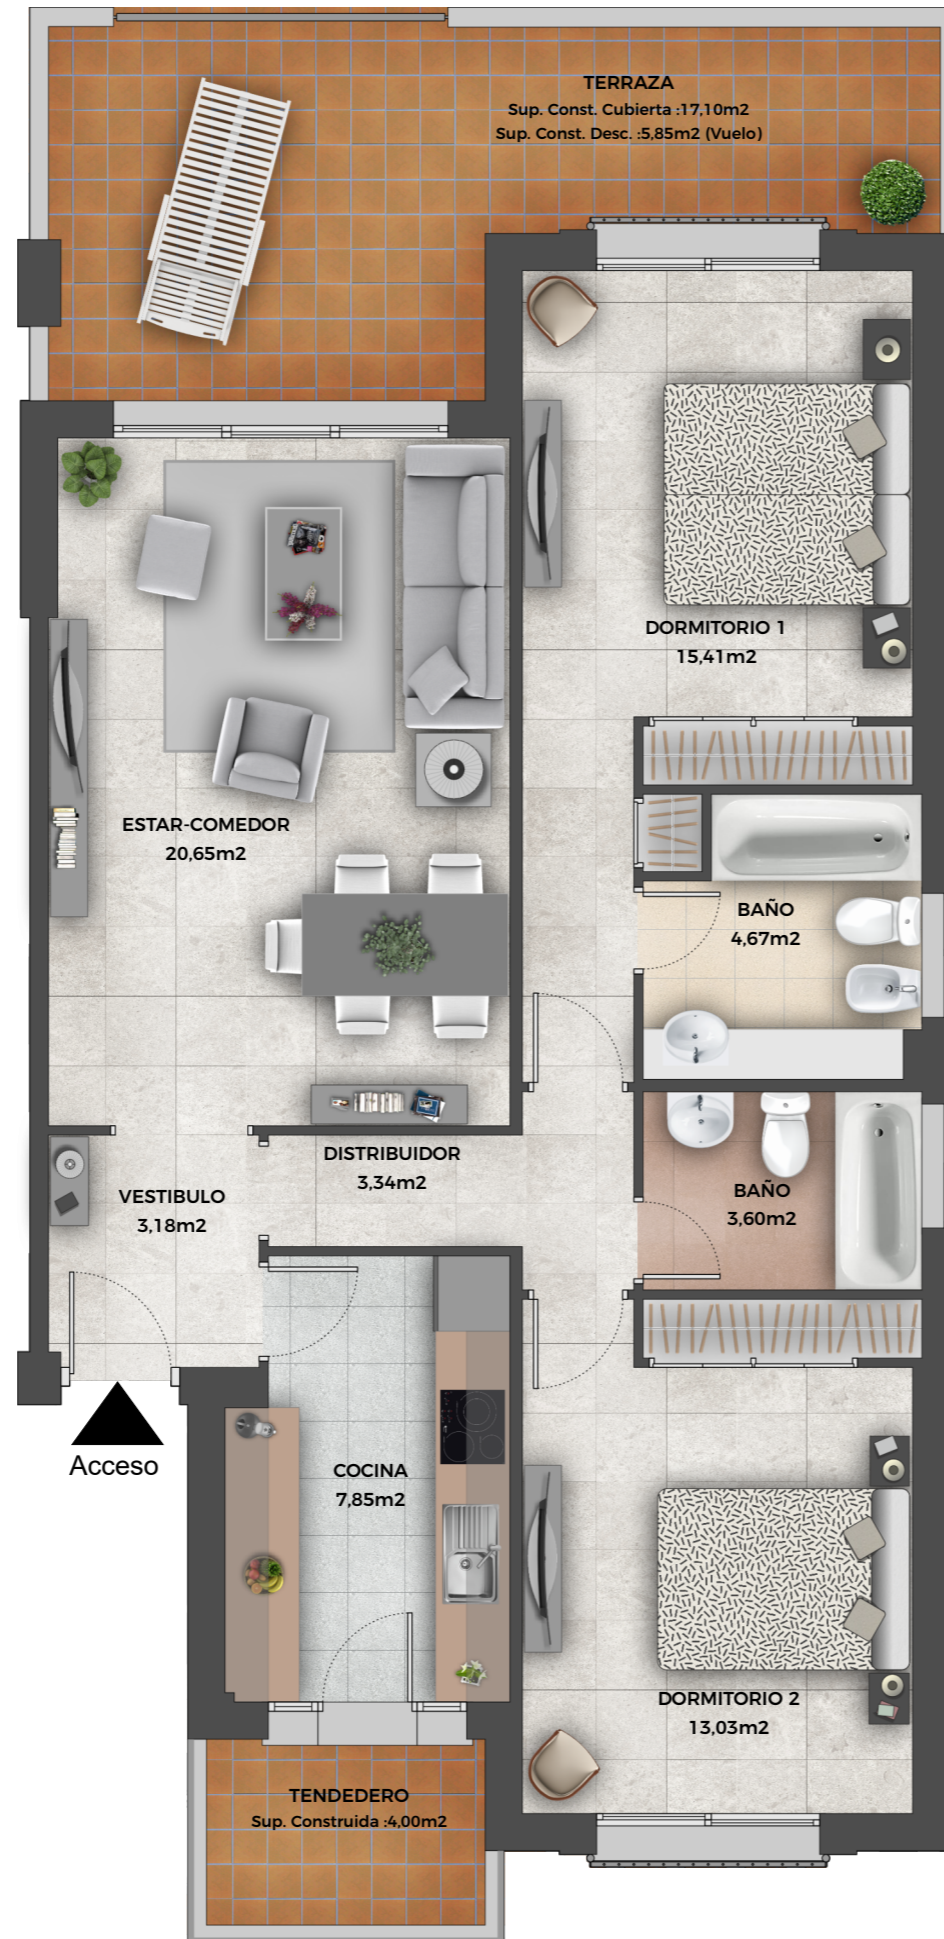 TERRAZA
Sup. Const. Cubierta :17,10m2
Sup. Const. Desc. :5,85m2 (Vuelo)
DORMITORIO 1
15,41m2
ESTAR-COMEDOR
20,65m2
BAÑO
4,67m2
DISTRIBUIDOR
3,34m2
VESTIBULO
3,18m2
BAÑO
3,60m2
Acceso
COCINA
7,85m2
DORMITORIO 2
13,03m2
TENDEDERO
Sup. Construida :4,00m2